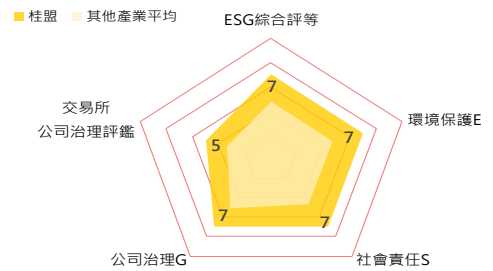 桂盟 其他產業平均
ESG綜合評等
7
交易所
公司治理評鑑
環境保護E
7
5
7
7
公司治理G
社會責任S